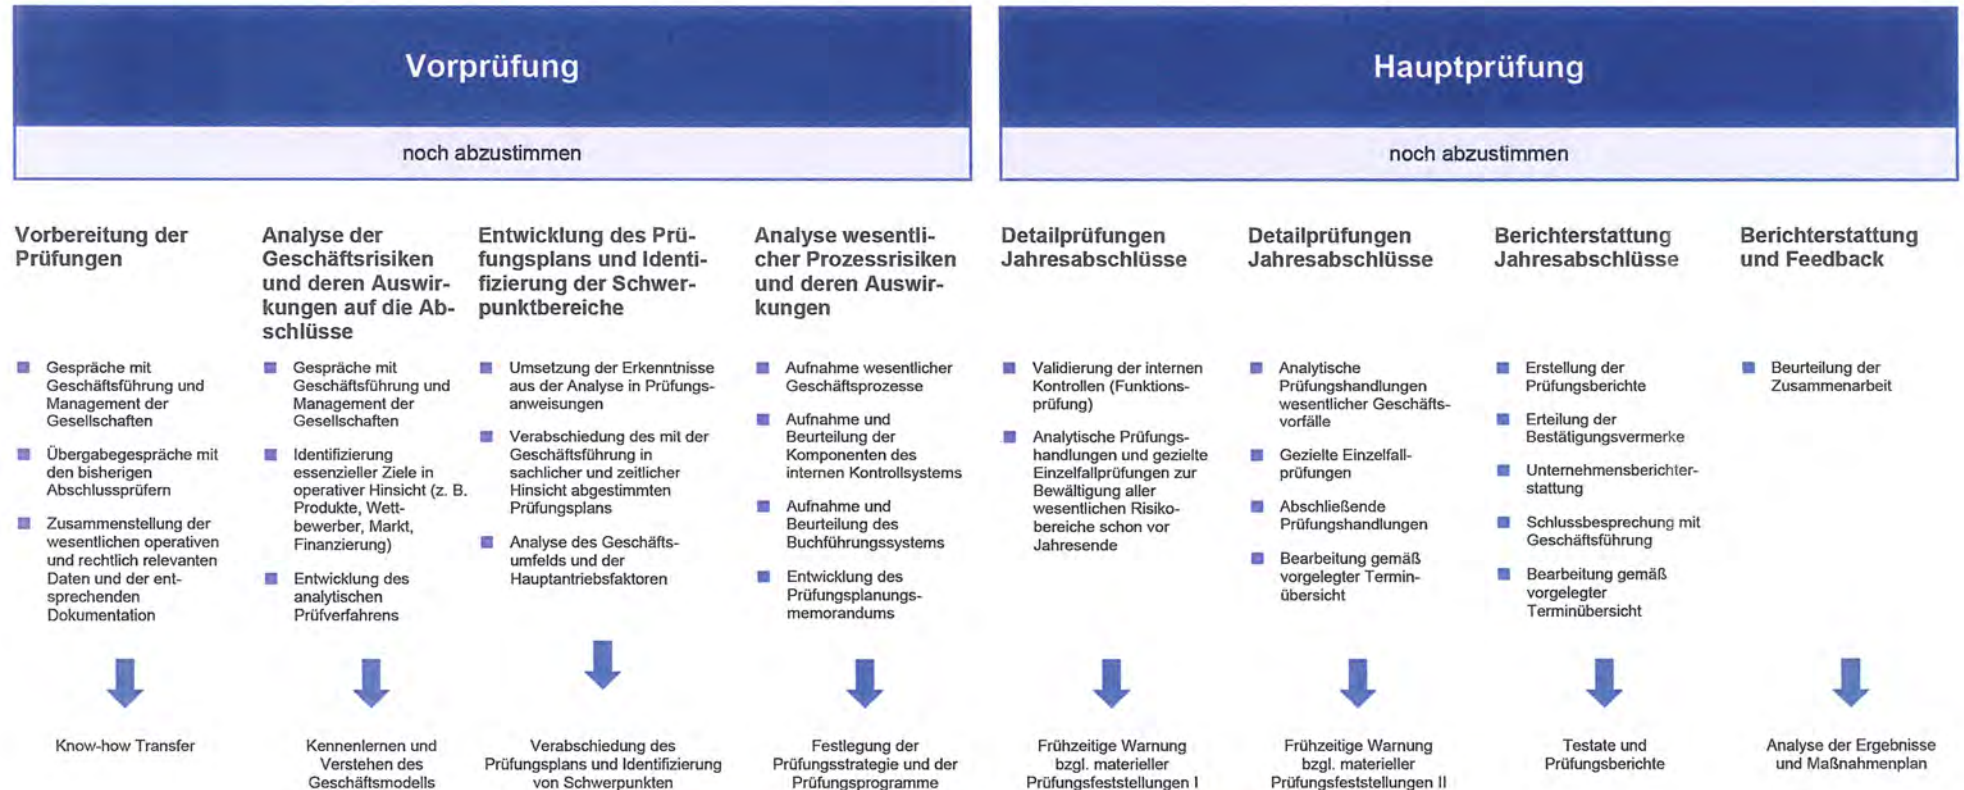 Vorprüfung
noch abzustimmen
Hauptprüfung
noch abzustimmen
Vorbereitung der
Prüfungen
Gespräche mit
Geschäftsführung und
Management der
Gesellschaften
Übergabegespräche mit
den bisherigen
Abschlussprüfern
Zusammenstellung der
wesentlichen operativen
und rechtlich relevanten
Daten und der ent-
sprechenden
Dokumentation
Know-how Transfer
Analyse der
Geschäftsrisiken
und deren Auswir-
kungen auf die Ab-
schlüsse
Gespräche mit
Geschäftsführung und
Management der
Gesellschaften
Identifizierung
essenzieller Ziele in
operativer Hinsicht (z. B.
Produkte, Wett-
bewerber, Markt,
Finanzierung)
Entwicklung des
analytischen
Prüfverfahrens
Kennenlernen und
Verstehen des
Geschäftsmodells
Entwicklung des Prü-
fungsplans und Identi-
fizierung der Schwer-
punktbereiche
Umsetzung der Erkenntnisse
aus der Analyse in Prüfungs-
anweisungen
Verabschiedung des mit der
Geschäftsführung in
sachlicher und zeitlicher
Hinsicht abgestimmten
Prüfungsplans
Analyse des Geschäfts-
umfelds und der
Hauptantriebsfaktoren
Verabschiedung des
Prüfungsplans und Identifizierung
von Schwerpunkten
Analyse wesentli-
cher Prozessrisiken
und deren Auswir-
kungen
Aufnahme wesentlicher
Geschäftsprozesse
Aufnahme und
Beurteilung der
Komponenten des
internen Kontrollsystems
Aufnahme und
Beurteilung des
Buchführungssystems
Entwicklung des
Prüfungsplanungs-
memorandums
Festlegung der
Prüfungsstrategie und der
Prüfungsprogramme
Detailprüfungen
Jahresabschlüsse
Validierung der internen
Kontrollen (Funktions-
prüfung)
Analytische Prüfungs-
handlungen und gezielte
Einzelfallprüfungen zur
Bewältigung aller
wesentlichen Risiko-
bereiche schon vor
Jahresende
Frühzeitige Warnung
bzgl. materieller
Prüfungsfeststellungen I
Detailprüfungen
Jahresabschlüsse
Analytische
Prüfungshandlungen
wesentlicher Geschäfts-
vorfälle
Gezielte Einzelfall-
prüfungen
Abschließende
Prüfungshandlungen
Bearbeitung gemäß
vorgelegter Termin-
übersicht
Frühzeitige Warnung
bzgl. materieller
Prüfungsfeststellungen II
Berichterstattung
Jahresabschlüsse
Erstellung der
Prüfungsberichte
Erteilung der
Bestätigungsvermerke
Unternehmensberichter-
stattung
Schlussbesprechung mit
Geschäftsführung
Bearbeitung gemäß
vorgelegter
Terminübersicht
Testate und
Prüfungsberichte
Berichterstattung
und Feedback
Beurteilung der
Zusammenarbeit
Analyse der Ergebnisse
und Maßnahmenplan